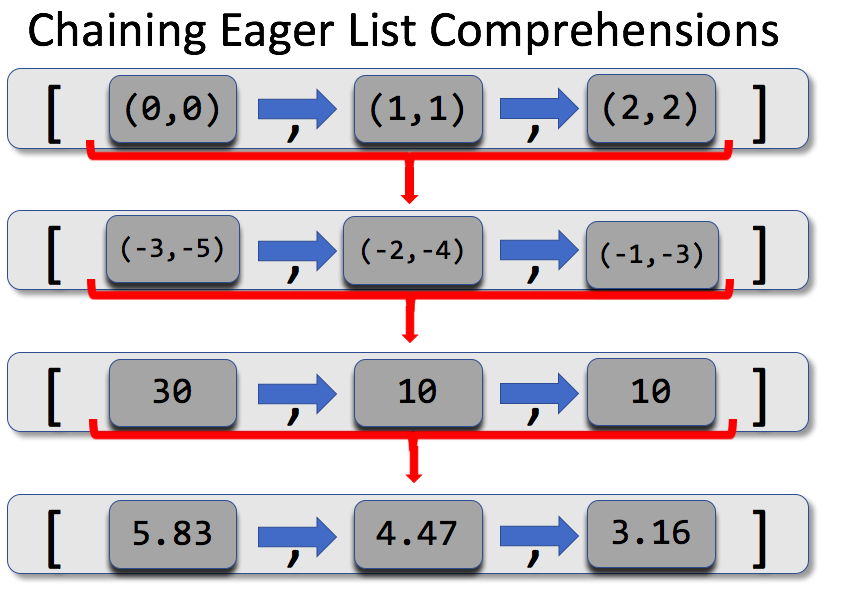 Chaining Eager List Comprehensions
[ (0,0) , (1,1) , (2,2) ]
[ (-3,-5) , (-2,-4) , (-1,-3) ]
[ 30 , 10 , 10 ]
[ 5.83 , 4.47 , 3.16 ]